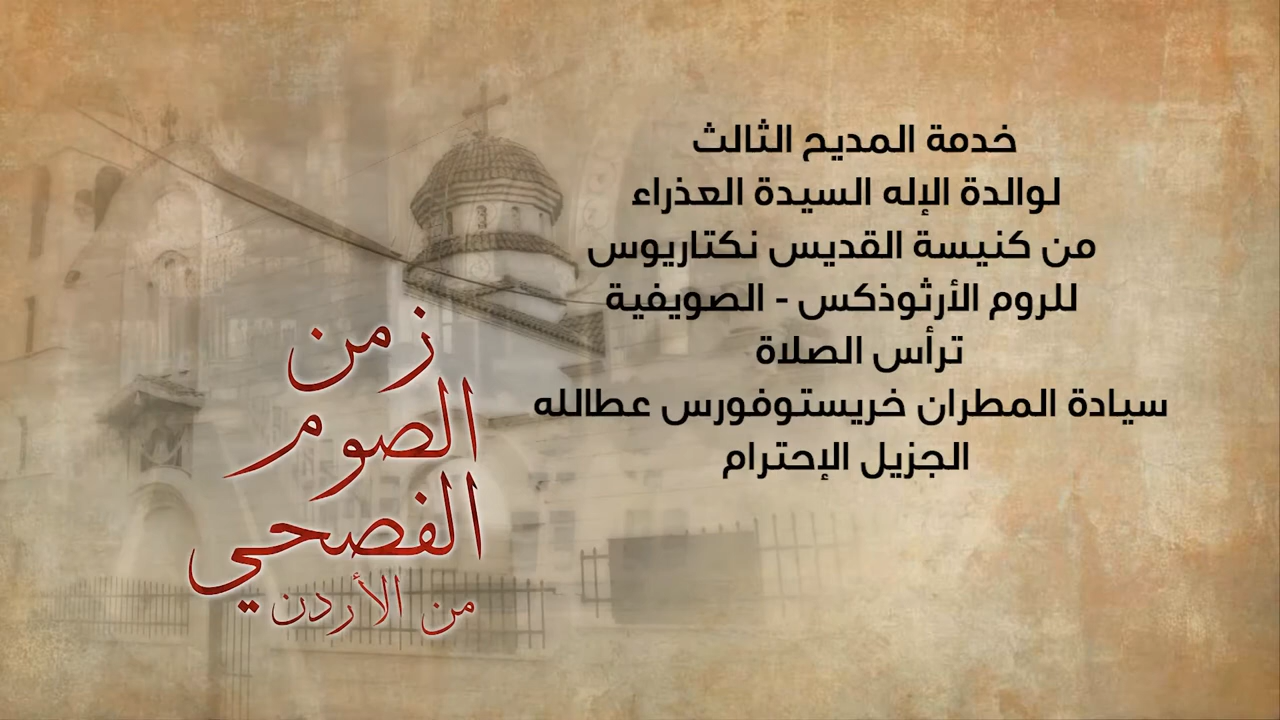 خدمة المديح الثالث
لوالدة الإله السيدة العذراء
من كنيسة القديس نكتاريوس
للروم الأرثوذكس - الصويفية
ترأس الصلاة
سيادة المطران خريستوفورس عطالله
الجزيل الإحترام
زمن
الصوم
الفصحي
من الأردن